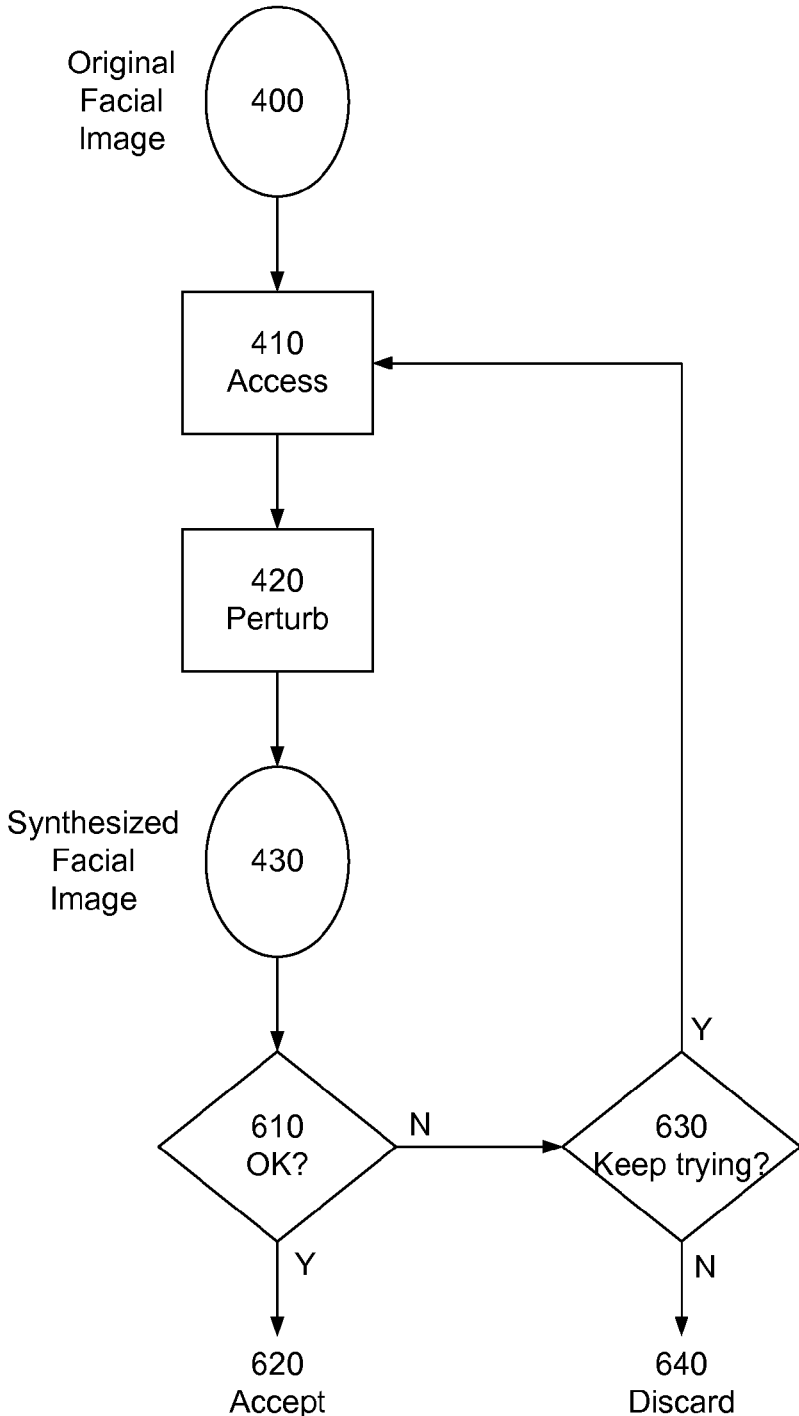 Original
Facial
Image
400
410
Access
420
Perturb
Synthesized
Facial
Image
430
610
OK?
N
Y
630
Keep trying?
Y
N
620
Accept
640
Discard